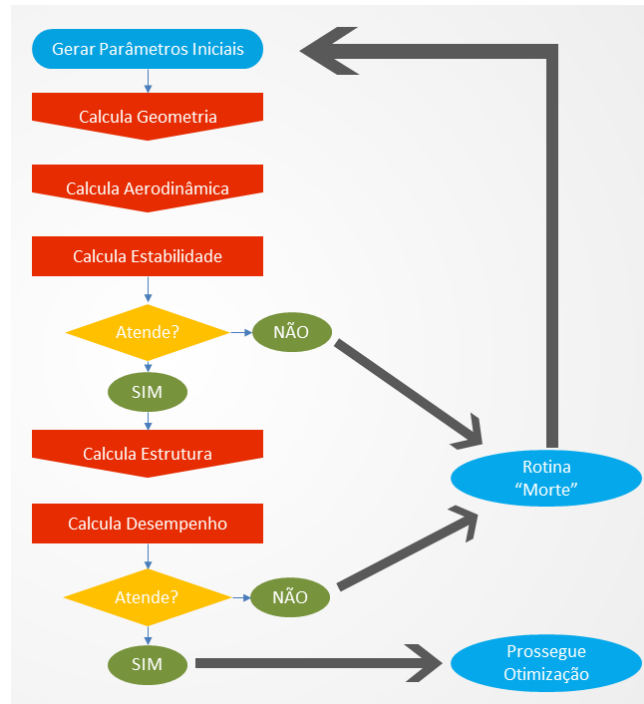 Gerar Parâmetros Iniciais
Calcula Geometria
Calcula Aerodinâmica
Calcula Estabilidade
Atende?
NÃO
SIM
Calcula Estrutura
Rotina
“Morte”
Calcula Desempenho
Atende?
NÃO
SIM
Prossegue
Otimização